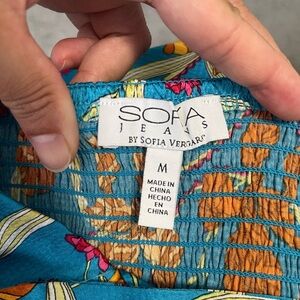 SOFIA
JEANS
BY SOFIA VERGARA
M
MADE IN
CHINA
HECHO
EN
CHINA